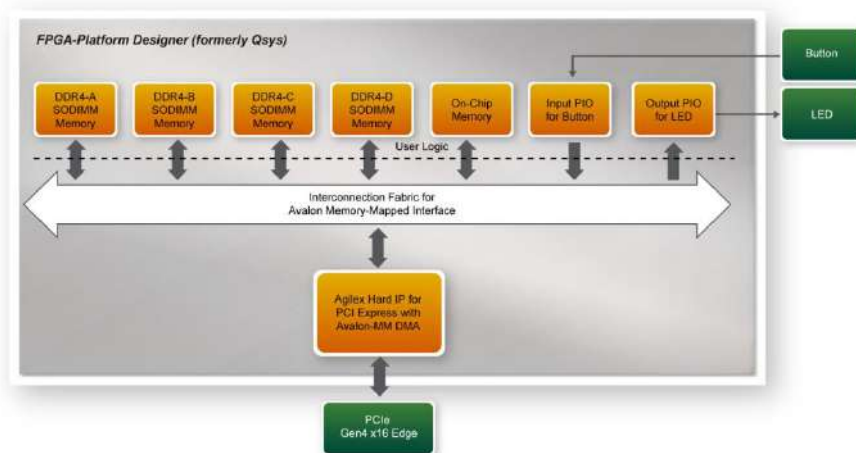 FPGA-Platform Designer (formerly Qsys)
Button
DDR4-A
SODIMM
Memory
DDR4-B
SODIMM
Memory
DDR4-C
SODIMM
Memory
DDR4-D
SODIMM
Memory
On-Chip
Memory
Input PIO
for Button
Output PIO
for LED
LED
User Logic
Interconnection Fabric for
Avalon Memory-Mapped Interface
Agilex Hard IP for
PCI Express with
Avalon-MM DMA
PCIe
Gen4 x16 Edge